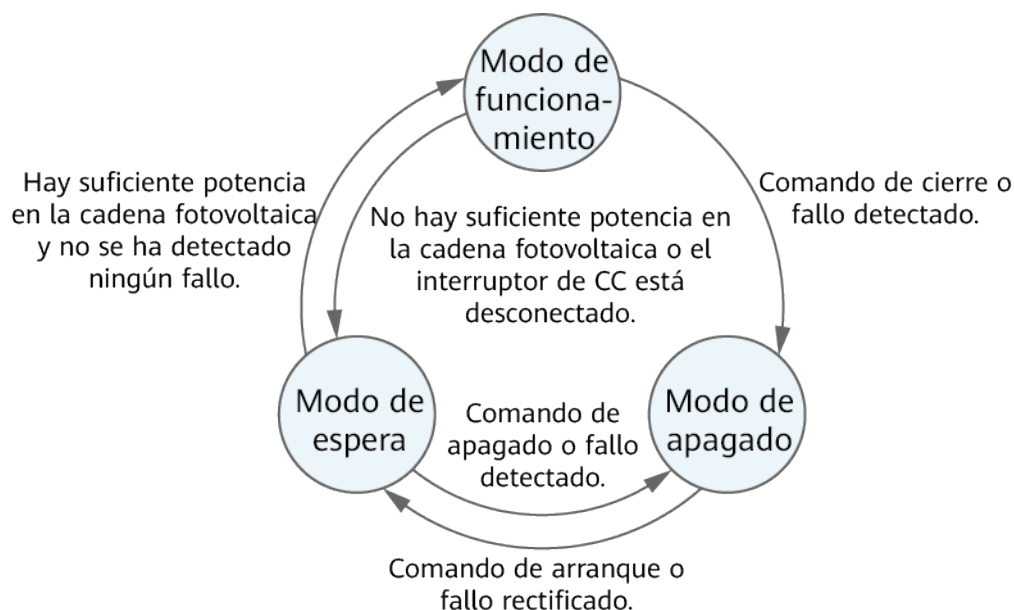 Modo de
funciona-
miento
Hay suficiente potencia
en la cadena fotovoltaica
y no se ha detectado
ningún fallo.
No hay suficiente potencia en
la cadena fotovoltaica o el
interruptor de CC está
desconectado.
Comando de cierre o
fallo detectado.
Modo de
espera
Comando de
apagado o fallo
detectado.
Modo de
apagado
Comando de arranque o
fallo rectificado.